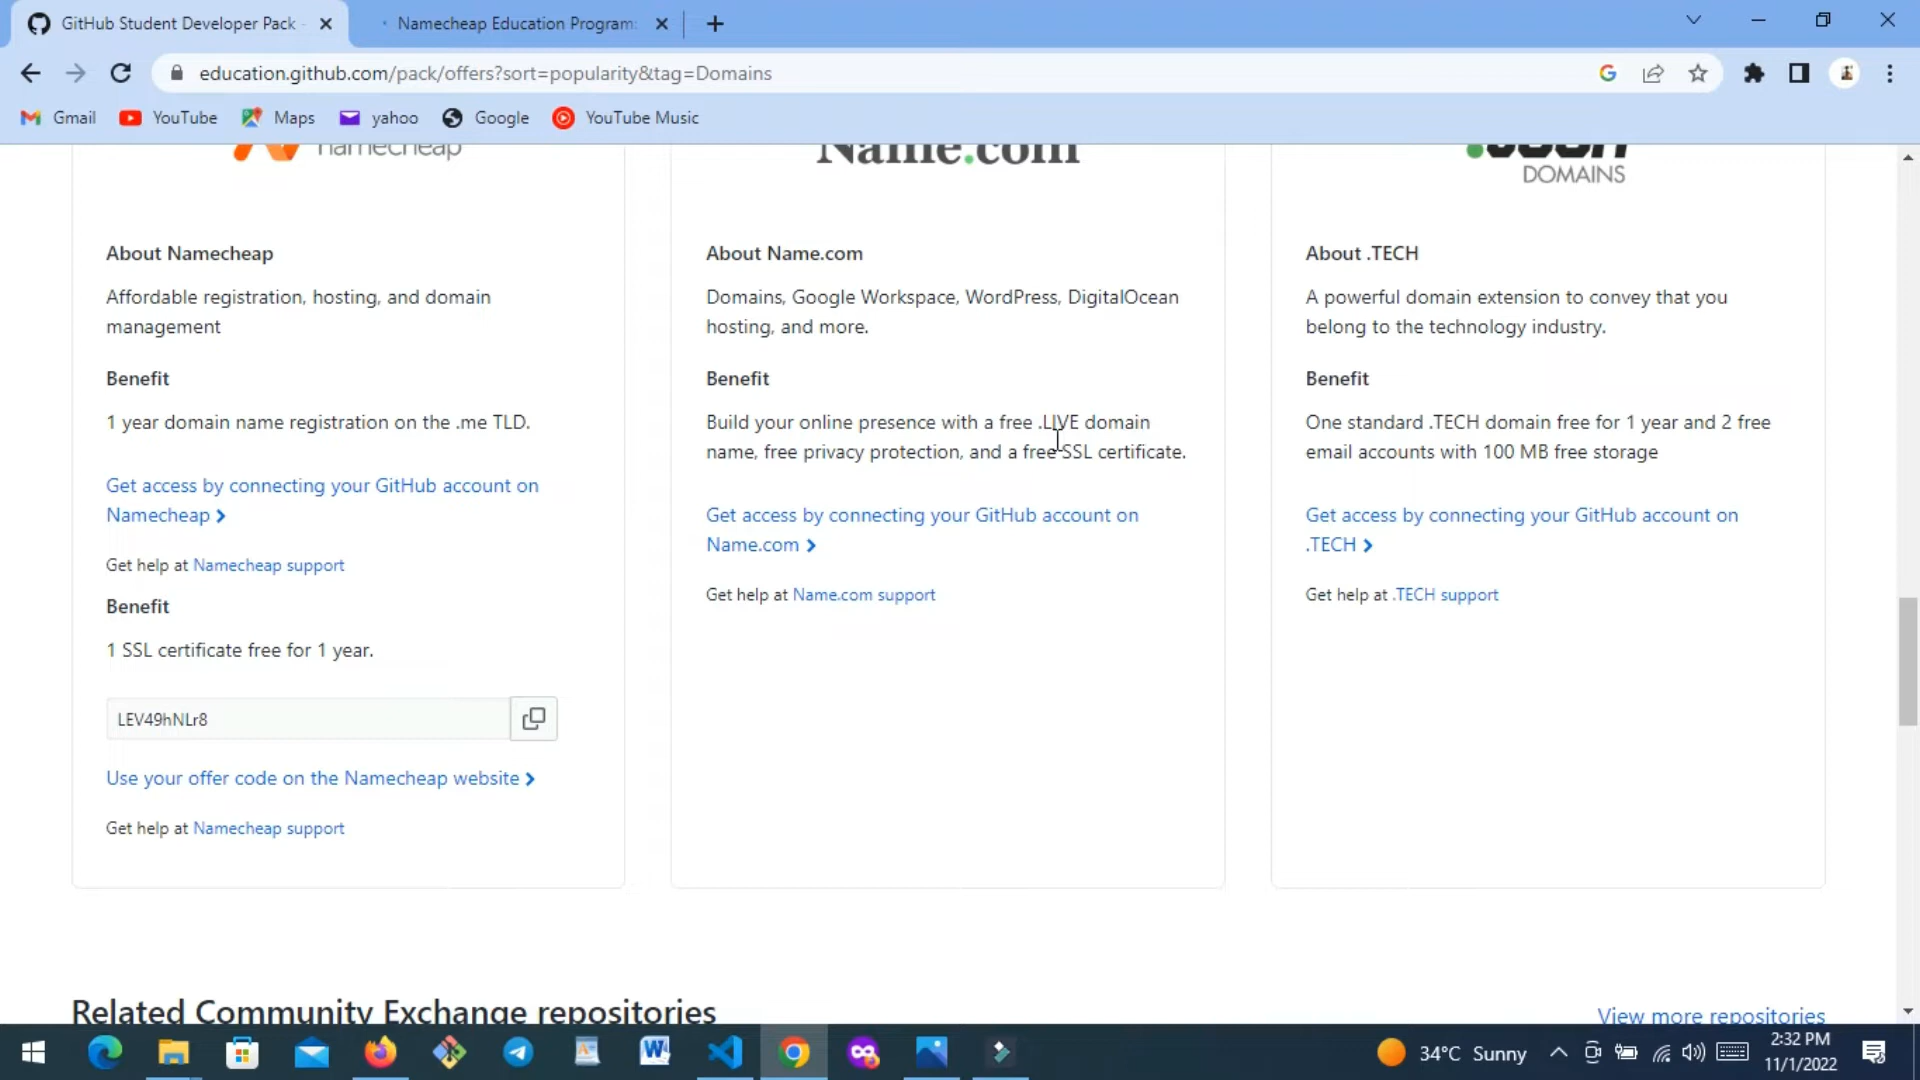 GitHub Student Developer Pack -
Namecheap Education Program:
education.github.com/pack/offers?sort=popularity&tag=Domains
Gmail
YouTube
Maps
yahoo
Google
YouTube Music
namecheap
Name.com
DOMAINS
About Namecheap
Affordable registration, hosting, and domain
management
Benefit
1 year domain name registration on the .me TLD.
Get access by connecting your GitHub account on
Namecheap
Get help at Namecheap support
Benefit
1 SSL certificate free for 1 year.
LEV49hNLr8
Use your offer code on the Namecheap website
Get help at Namecheap support
About Name.com
Domains, Google Workspace, WordPress, DigitalOcean
hosting, and more.
Benefit
Build your online presence with a free .LIVE domain
name, free privacy protection, and a free SSL certificate.
Get access by connecting your GitHub account on
Name.com
Get help at Name.com support
About .TECH
A powerful domain extension to convey that you
belong to the technology industry.
Benefit
One standard .TECH domain free for 1 year and 2 free
email accounts with 100 MB free storage
Get access by connecting your GitHub account on
.TECH
Get help at .TECH support
Related Community Exchange repositories
View more repositories
34°C Sunny
2:32 PM
11/1/2022